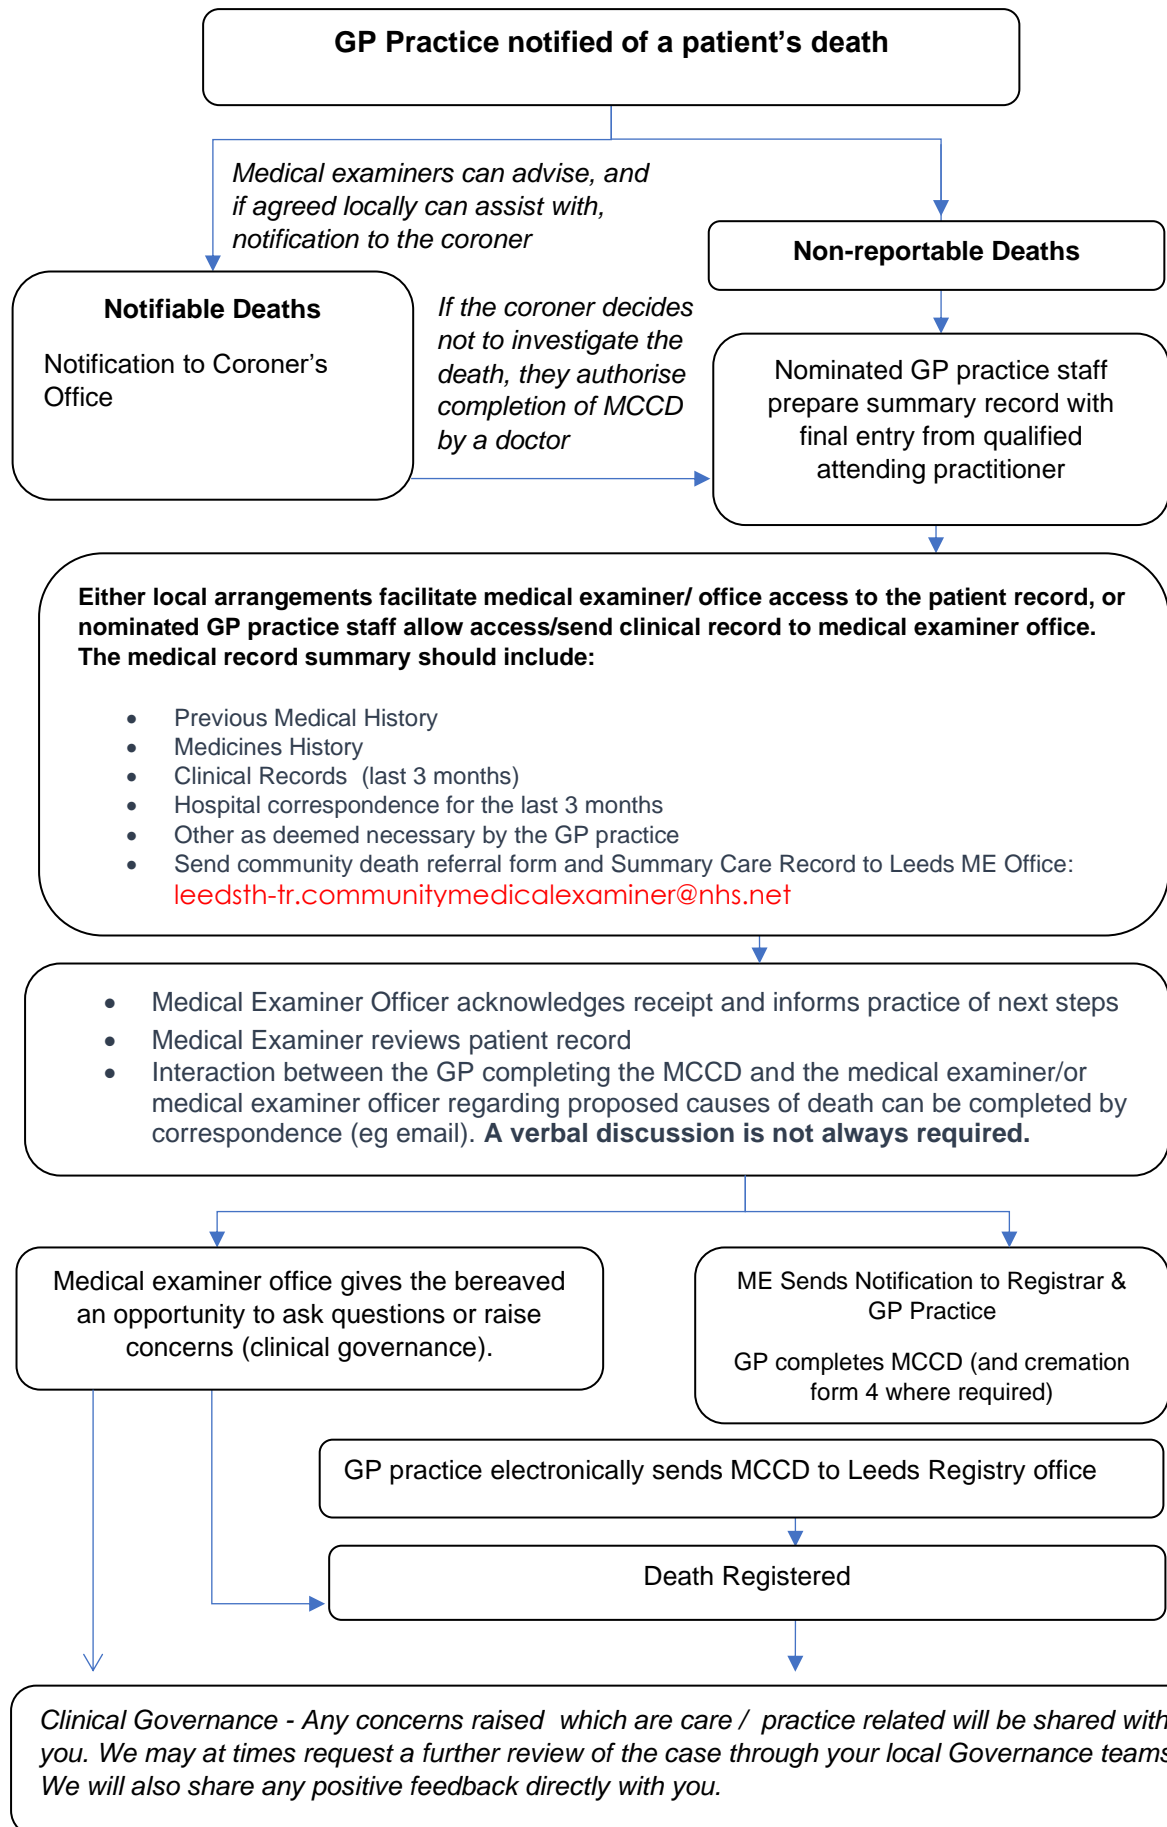 GP Practice notified of a patient’s death
Medical examiners can advise, and
if agreed locally can assist with,
notification to the coroner
Non-reportable Deaths
Notifiable Deaths
Notification to Coroner’s
Office
If the coroner decides
not to investigate the
death, they authorise
completion of MCCD
by a doctor
Nominated GP practice staff
prepare summary record with
final entry from qualified
attending practitioner
Either local arrangements facilitate medical examiner/ office access to the patient record, or
nominated GP practice staff allow access/send clinical record to medical examiner office.
The medical record summary should include:
• Previous Medical History
• Medicines History
• Clinical Records (last 3 months)
• Hospital correspondence for the last 3 months
• Other as deemed necessary by the GP practice
• Send community death referral form and Summary Care Record to Leeds ME Office:
leedsth-tr.communitymedicalexaminer@nhs.net
• Medical Examiner Officer acknowledges receipt and informs practice of next steps
• Medical Examiner reviews patient record
• Interaction between the GP completing the MCCD and the medical examiner/or
medical examiner officer regarding proposed causes of death can be completed by
correspondence (eg email). A verbal discussion is not always required.
Medical examiner office gives the bereaved
an opportunity to ask questions or raise
concerns (clinical governance).
ME Sends Notification to Registrar &
GP Practice
GP completes MCCD (and cremation
form 4 where required)
GP practice electronically sends MCCD to Leeds Registry office
Death Registered
Clinical Governance - Any concerns raised which are care / practice related will be shared with
you. We may at times request a further review of the case through your local Governance teams
We will also share any positive feedback directly with you.